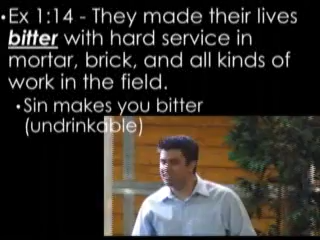 •Ex 1:14 - They made their lives
bitter with hard service in
mortar, brick, and all kinds of
work in the field.
•Sin makes you bitter
(undrinkable)